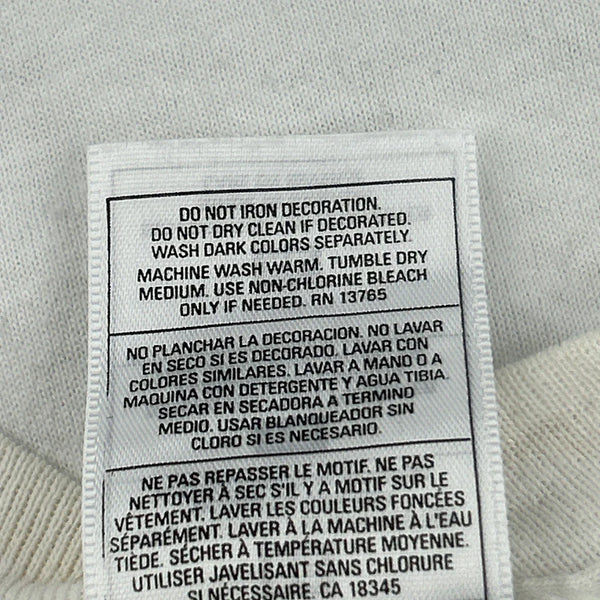 DO NOT IRON DECORATION.
DO NOT DRY CLEAN IF DECORATED.
WASH DARK COLORS SEPARATELY.
MACHINE WASH WARM. TUMBLE DRY
MEDIUM. USE NON-CHLORINE BLEACH
ONLY IF NEEDED. RN 13765
NO PLANCHAR LA DECORACION. NO LAVAR
EN SECO SI ES DECORADO. LAVAR CON
COLORES SIMILARES. LAVAR A MANO O A
MAQUINA CON DETERGENTE Y AGUA TIBIA.
SECAR EN SECADORA A TERMINO
MEDIO. USAR BLANQUEADOR SIN
CLORO SI ES NECESARIO.
NE PAS REPASSER LE MOTIF. NE PAS
NETTOYER À SEC S'IL Y A MOTIF SUR LE
VÊTEMENT. LAVER LES COULEURS FONCÉES
SÉPARÉMENT. LAVER À LA MACHINE À L'EAU
TIÈDE. SÉCHER À TEMPÉRATURE MOYENNE.
UTILISER JAVELISANT SANS CHLORURE
SI NÉCESSAIRE. CA 18345